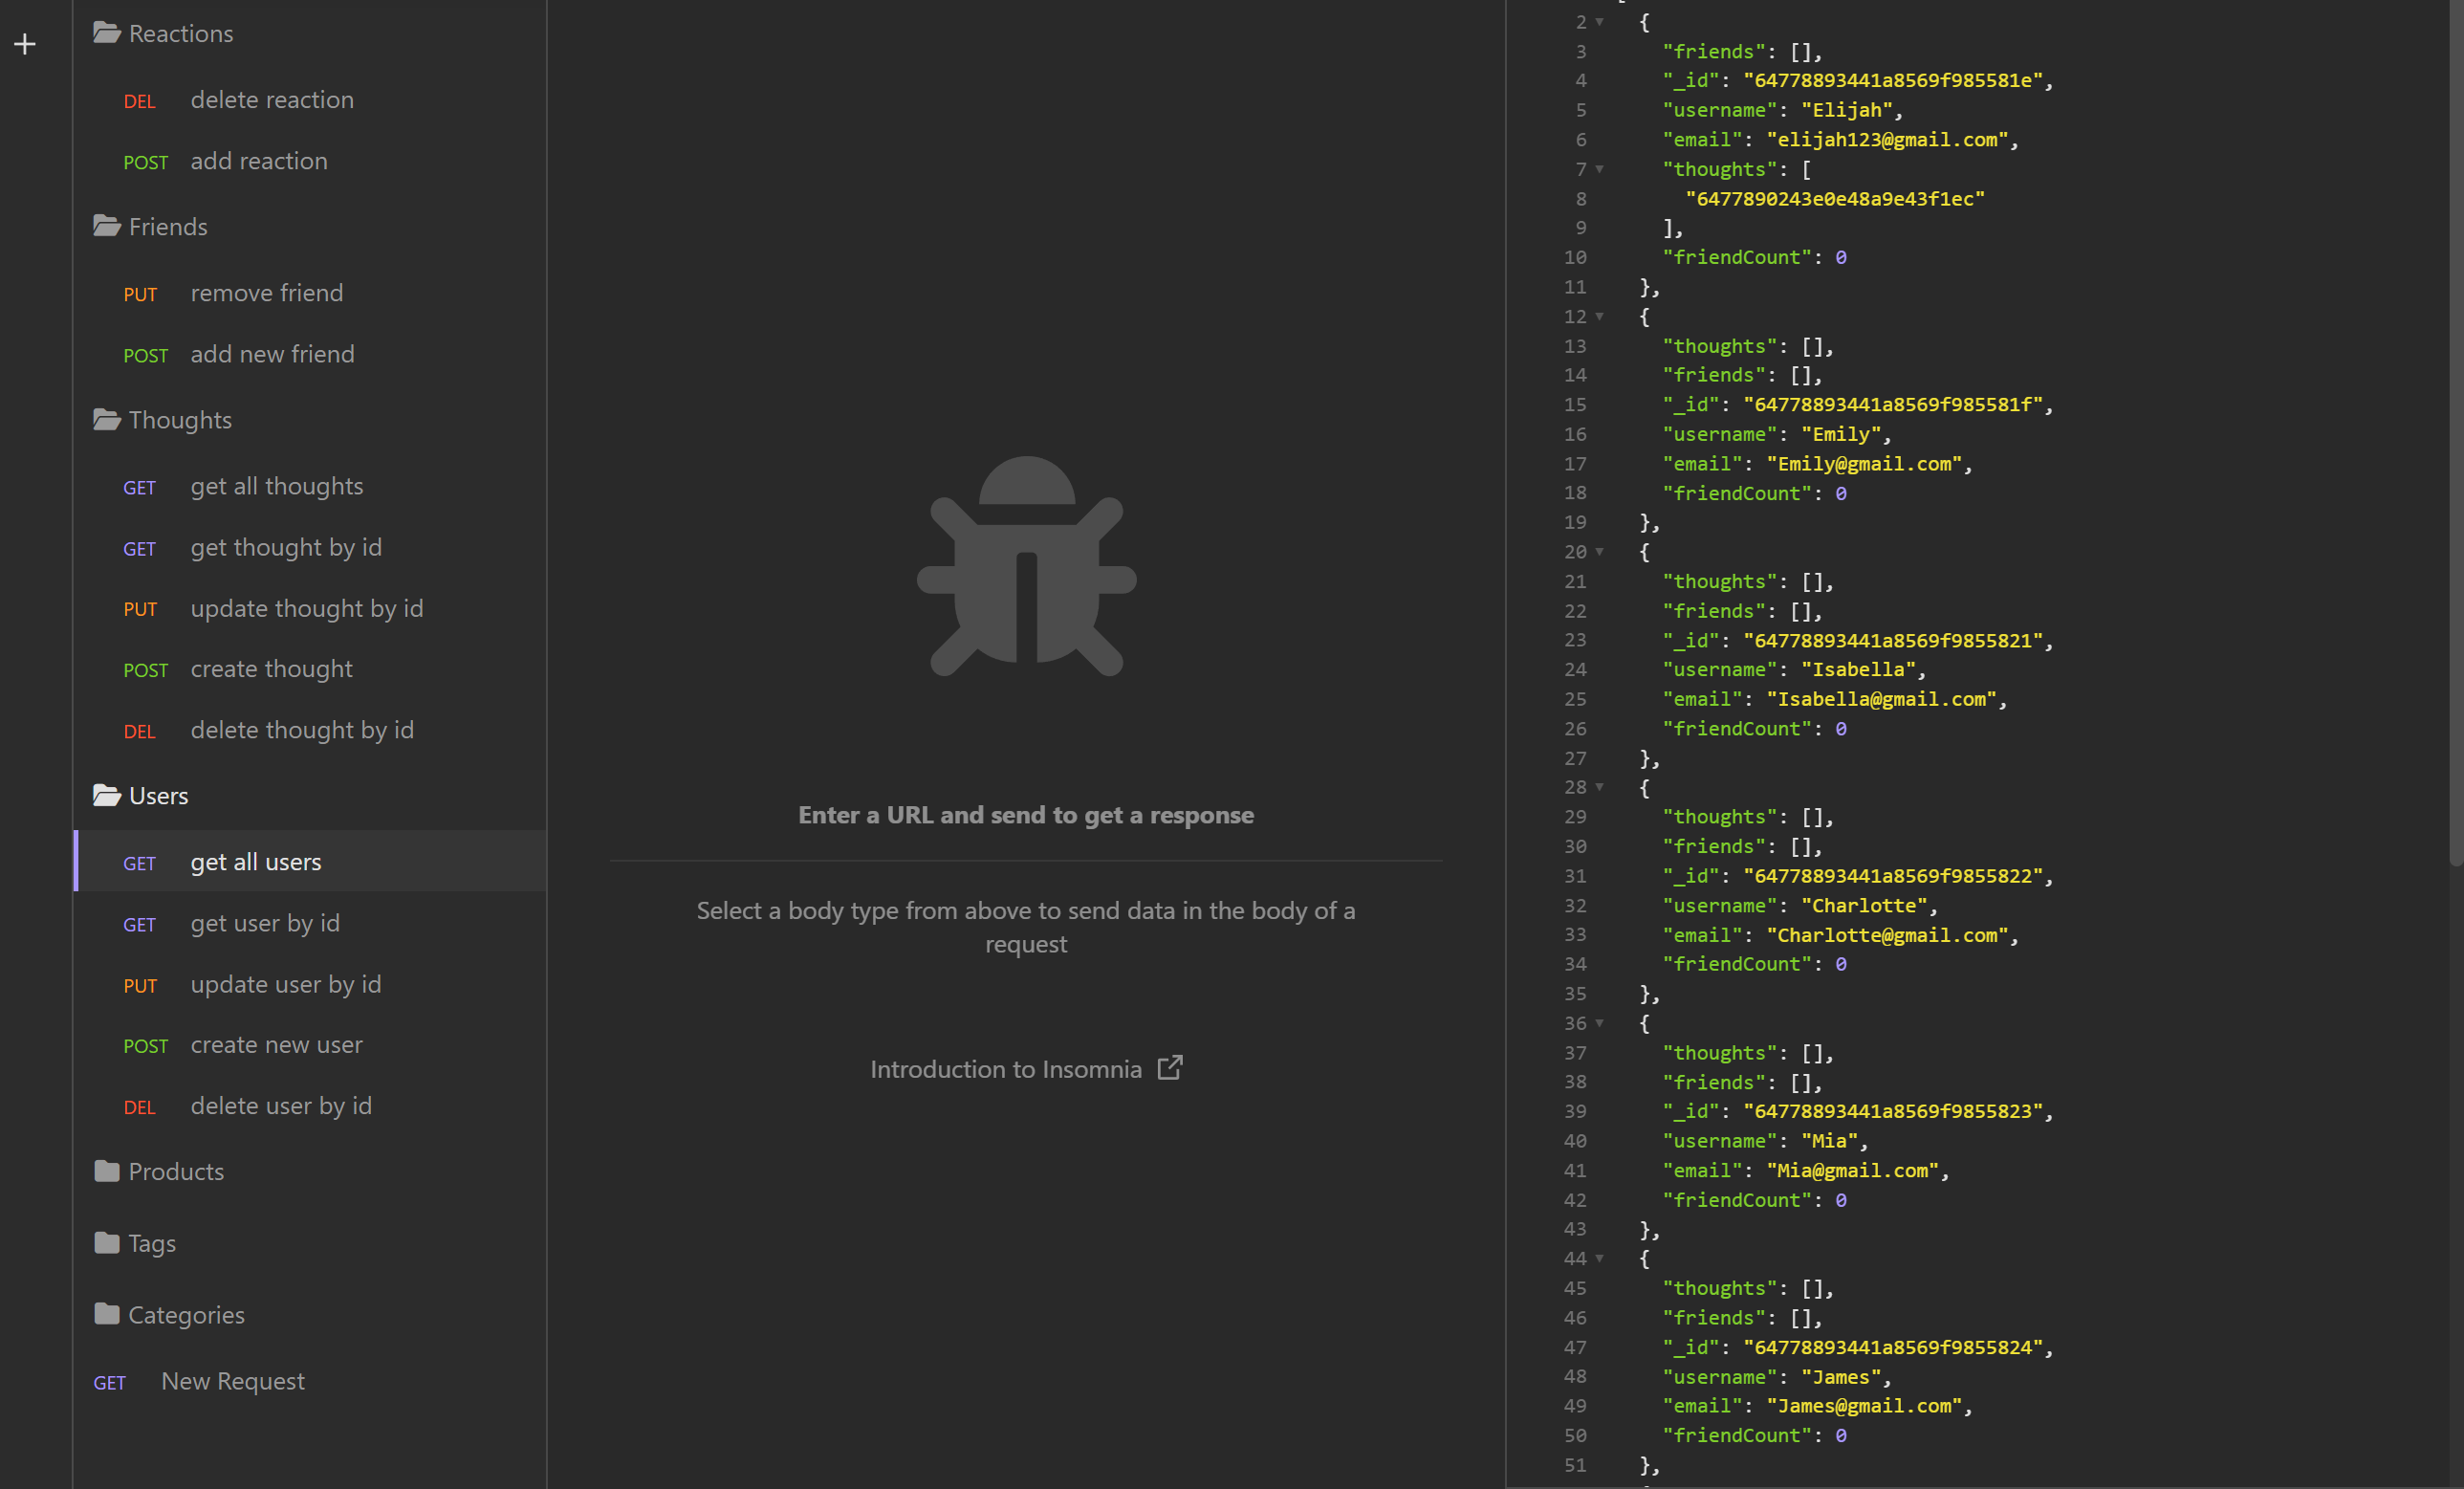 +
Reactions
DEL delete reaction
POST add reaction
Friends
PUT remove friend
POST add new friend
Thoughts
GET get all thoughts
GET get thought by id
PUT update thought by id
POST create thought
DEL delete thought by id
Users
GET get all users
GET get user by id
PUT update user by id
POST create new user
DEL delete user by id
Products
Tags
Categories
GET New Request
Enter a URL and send to get a response
Select a body type from above to send data in the body of a
request
Introduction to Insomnia
2 {
3 "friends": [],
4 "_id": "64778893441a8569f985581e",
5 "username": "Elijah",
6 "email": "elijah123@gmail.com",
7 "thoughts": [
8 "6477890243e0e48a9e43f1ec"
9 ],
10 "friendCount": 0
11 },
12 {
13 "thoughts": [],
14 "friends": [],
15 "_id": "64778893441a8569f985581f",
16 "username": "Emily",
17 "email": "Emily@gmail.com",
18 "friendCount": 0
19 },
20 {
21 "thoughts": [],
22 "friends": [],
23 "_id": "64778893441a8569f9855821",
24 "username": "Isabella",
25 "email": "Isabella@gmail.com",
26 "friendCount": 0
27 },
28 {
29 "thoughts": [],
30 "friends": [],
31 "_id": "64778893441a8569f9855822",
32 "username": "Charlotte",
33 "email": "Charlotte@gmail.com",
34 "friendCount": 0
35 },
36 {
37 "thoughts": [],
38 "friends": [],
39 "_id": "64778893441a8569f9855823",
40 "username": "Mia",
41 "email": "Mia@gmail.com",
42 "friendCount": 0
43 },
44 {
45 "thoughts": [],
46 "friends": [],
47 "_id": "64778893441a8569f9855824",
48 "username": "James",
49 "email": "James@gmail.com",
50 "friendCount": 0
51 },